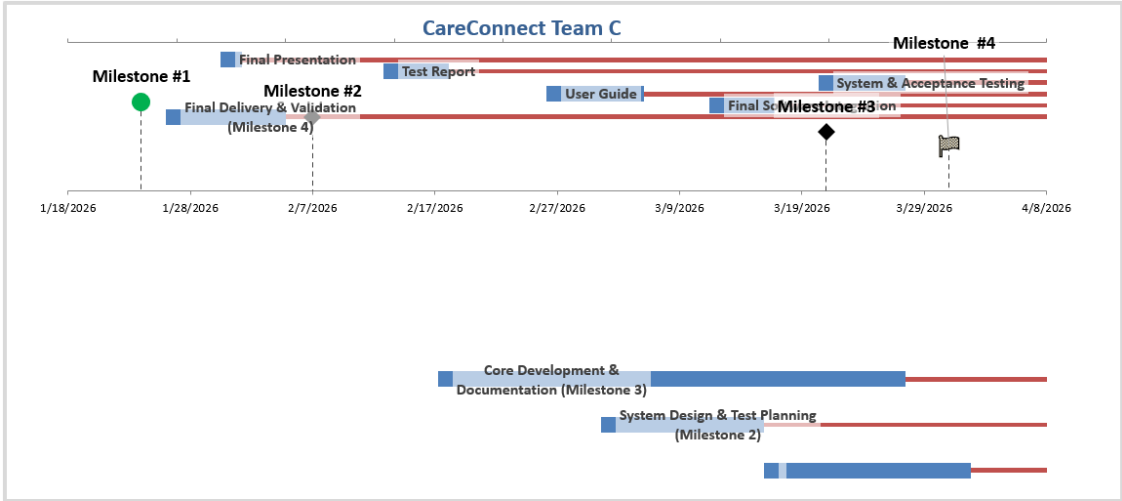 CareConnect Team C
Milestone #4
Final Presentation
Test Report
Milestone #1
System & Acceptance Testing
Milestone #2
User Guide
Final Delivery & Validation
(Milestone 4)
Final
Milestone #3
1/18/2026
1/28/2026
2/7/2026
2/17/2026
2/27/2026
3/9/2026
3/19/2026
3/29/2026
4/8/2026
Core Development &
Documentation (Milestone 3)
System Design & Test Planning
(Milestone 2)